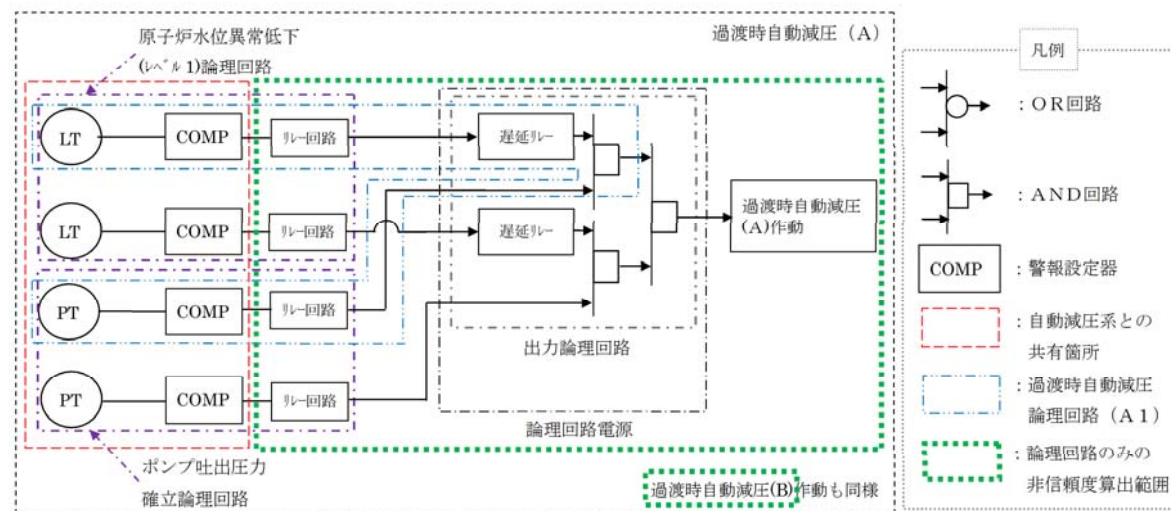 過渡時自動減圧（A）
原子炉水位異常低下
(ﾚﾍﾞﾙ 1)論理回路
LT
COMP
ﾘﾚｰ回路
遅延ﾘﾚｰ
LT
COMP
ﾘﾚｰ回路
遅延ﾘﾚｰ
過渡時自動減圧
(A)作動
PT
COMP
ﾘﾚｰ回路
PT
COMP
ﾘﾚｰ回路
出力論理回路
論理回路電源
ポンプ吐出圧力
確立論理回路
過渡時自動減圧(B)作動も同様
凡例
：ＯＲ回路
：ＡＮＤ回路
COMP
：警報設定器
：自動減圧系との
共有箇所
：過渡時自動減圧
論理回路（Ａ１）
：論理回路のみの
非信頼度算出範囲